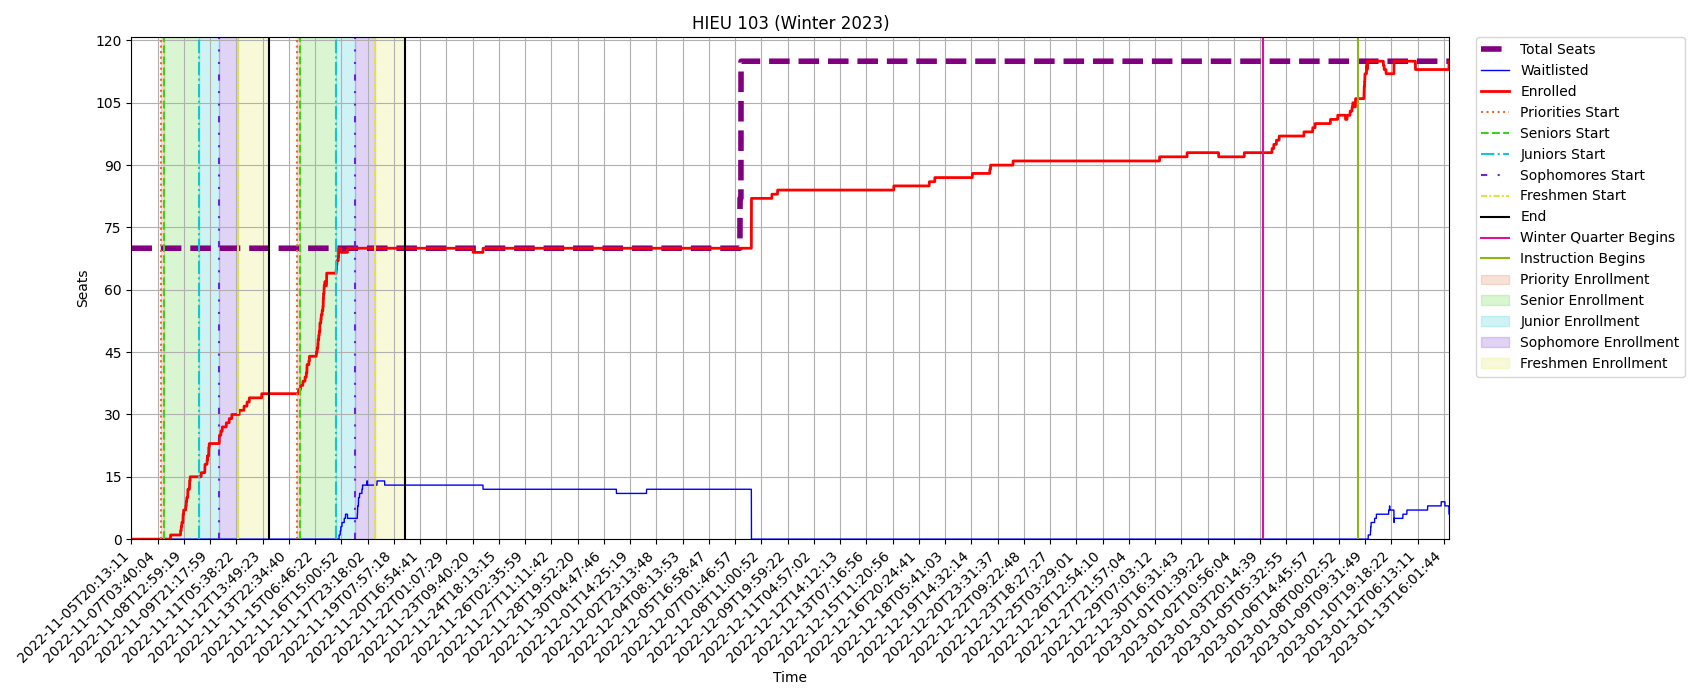 HIEU 103 (Winter 2023)
120
105
90
75
60
45
30
15
0
Seats
2022-11-05T20:13:11
2022-11-07T03:40:04
2022-11-08T12:59:19
2022-11-09T21:17:59
2022-11-11T05:38:22
2022-11-12T13:49:23
2022-11-13T22:34:40
2022-11-15T06:46:22
2022-11-16T15:00:52
2022-11-17T23:18:02
2022-11-19T07:57:18
2022-11-20T16:54:41
2022-11-22T01:07:29
2022-11-23T09:40:20
2022-11-24T18:13:15
2022-11-26T02:35:59
2022-11-27T11:11:42
2022-11-28T19:52:20
2022-11-30T04:47:46
2022-12-01T14:25:19
2022-12-02T23:13:48
2022-12-04T08:13:53
2022-12-05T16:58:47
2022-12-07T01:46:57
2022-12-08T11:00:52
2022-12-09T19:59:22
2022-12-11T04:57:02
2022-12-12T14:12:13
2022-12-14T07:16:56
2022-12-15T11:20:56
2022-12-16T20:24:41
2022-12-18T05:41:03
2022-12-19T14:32:14
2022-12-20T23:31:37
2022-12-22T09:22:48
2022-12-23T18:27:27
2022-12-25T03:29:01
2022-12-26T12:54:10
2022-12-27T21:57:04
2022-12-29T07:03:12
2022-12-30T16:31:43
2023-01-01T01:39:22
2023-01-02T10:56:04
2023-01-03T20:14:39
2023-01-05T05:32:55
2023-01-06T14:45:57
2023-01-08T00:02:52
2023-01-09T09:31:49
2023-01-10T19:18:22
2023-01-12T06:13:11
2023-01-13T16:01:44
Time
Total Seats
Waitlisted
Enrolled
Priorities Start
Seniors Start
Juniors Start
Sophomores Start
Freshmen Start
End
Winter Quarter Begins
Instruction Begins
Priority Enrollment
Senior Enrollment
Junior Enrollment
Sophomore Enrollment
Freshmen Enrollment